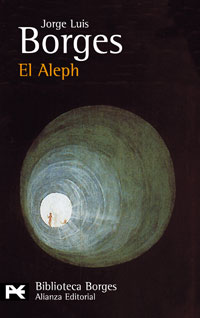 Jorge Luis
Borges
El Aleph
Biblioteca Borges
Alianza Editorial